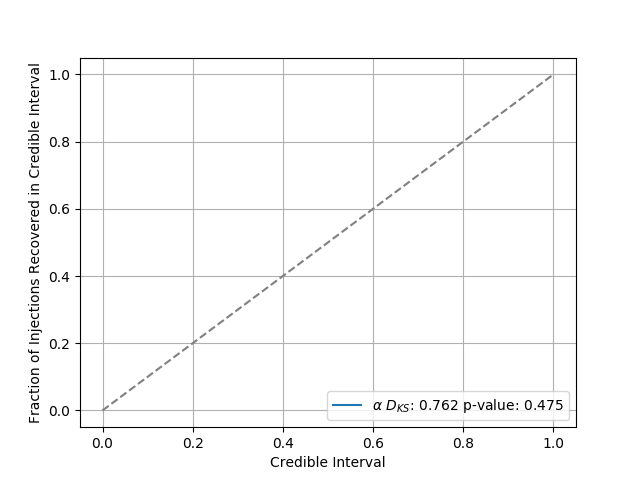 Fraction of Injections Recovered in Credible Interval
1.0
0.8
0.6
0.4
0.2
0.0
α D_{KS}: 0.762 p-value: 0.475
0.0 0.2 0.4 0.6 0.8 1.0
Credible Interval